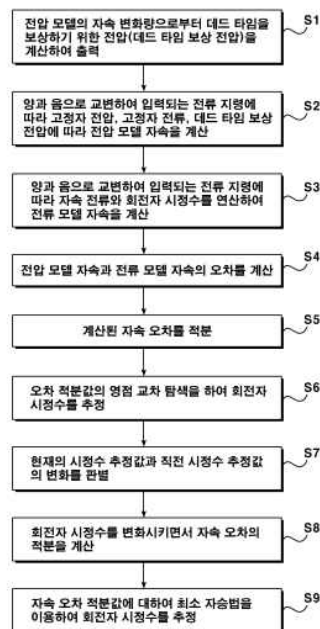 전압 모델의 자속 변화량으로부터 데드 타임을
보상하기 위한 전압(데드 타임 보상 전압)을
계산하여 출력
S1
양과 음으로 교변하여 입력되는 전류 지령에
따라 고정자 전압, 고정자 전류, 데드 타임 보상
전압에 따라 전압 모델 자속을 계산
S2
양과 음으로 교변하여 입력되는 전류 지령에
따라 자속 전류와 회전자 시정수를 연산하여
전류 모델 자속을 계산
S3
전압 모델 자속과 전류 모델 자속의 오차를 계산
S4
계산된 자속 오차를 적분
S5
오차 적분값의 영점 교차 탐색을 하여 회전자
시정수를 추정
S6
현재의 시정수 추정값과 직전 시정수 추정값
의 변화를 판별
S7
회전자 시정수를 변화시키면서 자속 오차의
적분을 계산
S8
자속 오차 적분값에 대하여 최소 자승법을
이용하여 회전자 시정수를 추정
S9